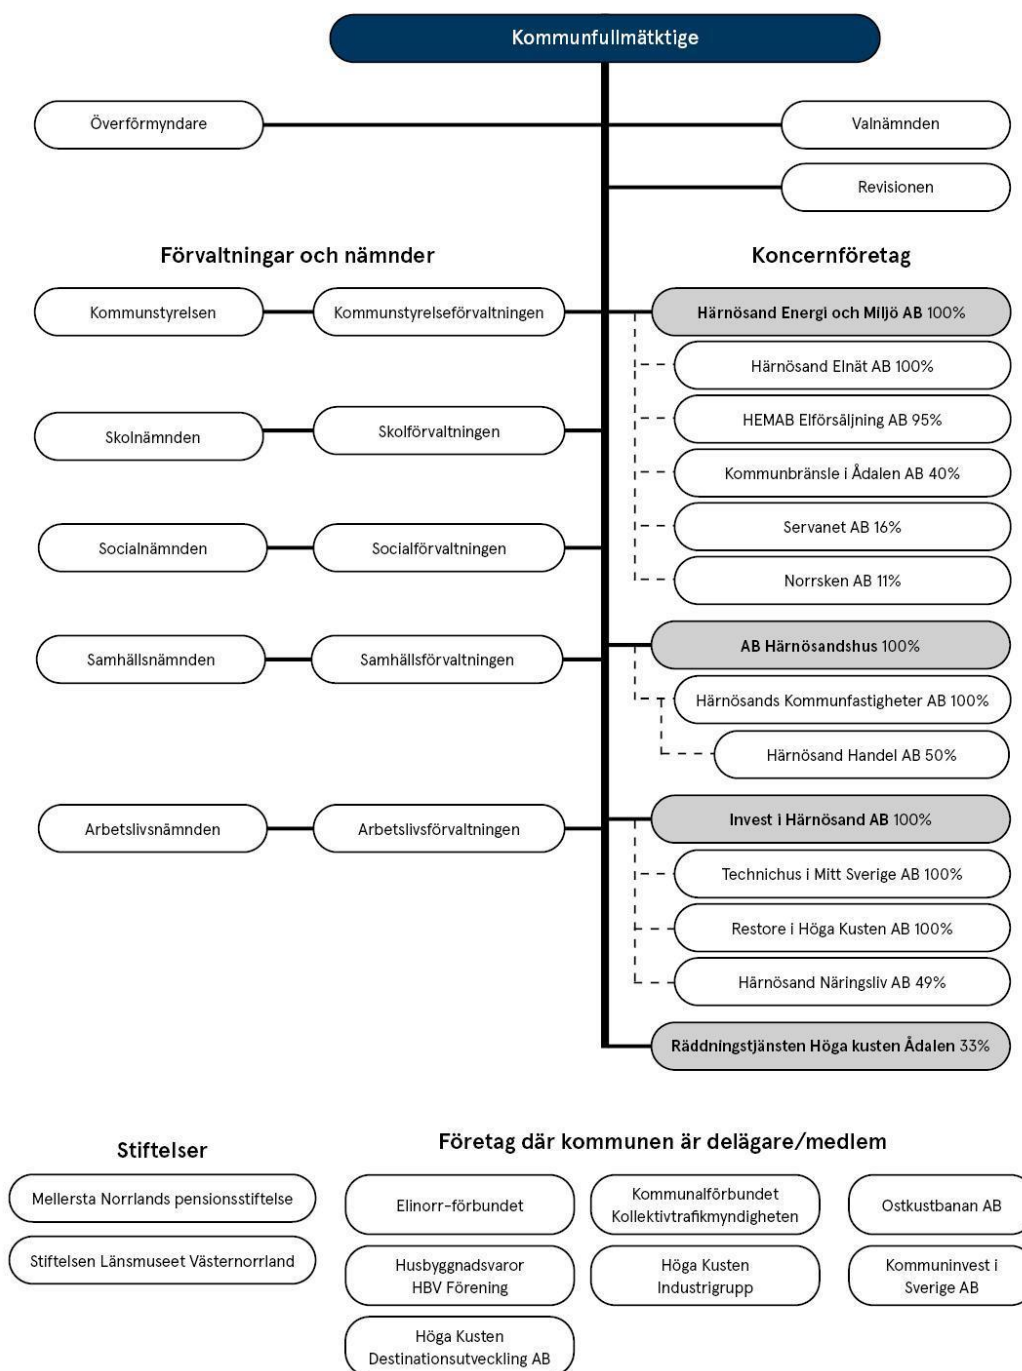 Kommunfullmätktige
Överförmyndare
Valnämnden
Revisionen
Förvaltningar och nämnder
Koncernföretag
Kommunstyrelsen
Kommunstyrelseförvaltningen
Härnösand Energi och Miljö AB 100%
Härnösand Elnät AB 100%
Skolnämnden
Skolförvaltningen
HEMAB Elförsäljning AB 95%
Kommunbränsle i Ådalen AB 40%
Socialnämnden
Socialförvaltningen
Servanet AB 16%
Norrsken AB 11%
Samhällsnämnden
Samhällsförvaltningen
AB Härnösandshus 100%
Härnösands Kommunfastigheter AB 100%
Härnösand Handel AB 50%
Arbetslivsnämnden
Arbetslivsförvaltningen
Invest i Härnösand AB 100%
Technichus i Mitt Sverige AB 100%
Restore i Höga Kusten AB 100%
Härnösand Näringsliv AB 49%
Räddningstjänsten Höga kusten Ådalen 33%
Stiftelser
Mellersta Norrlands pensionsstiftelse
Stiftelsen Länsmuseet Västernorrland
Företag där kommunen är delägare/medlem
Elinorr-förbundet
Kommunalförbundet
Kollektivtrafikmyndigheten
Ostkustbanan AB
Husbyggnadsvaror
HBV Förening
Höga Kusten
Industrigrupp
Kommuninvest i
Sverige AB
Höga Kusten
Destinationsutveckling AB